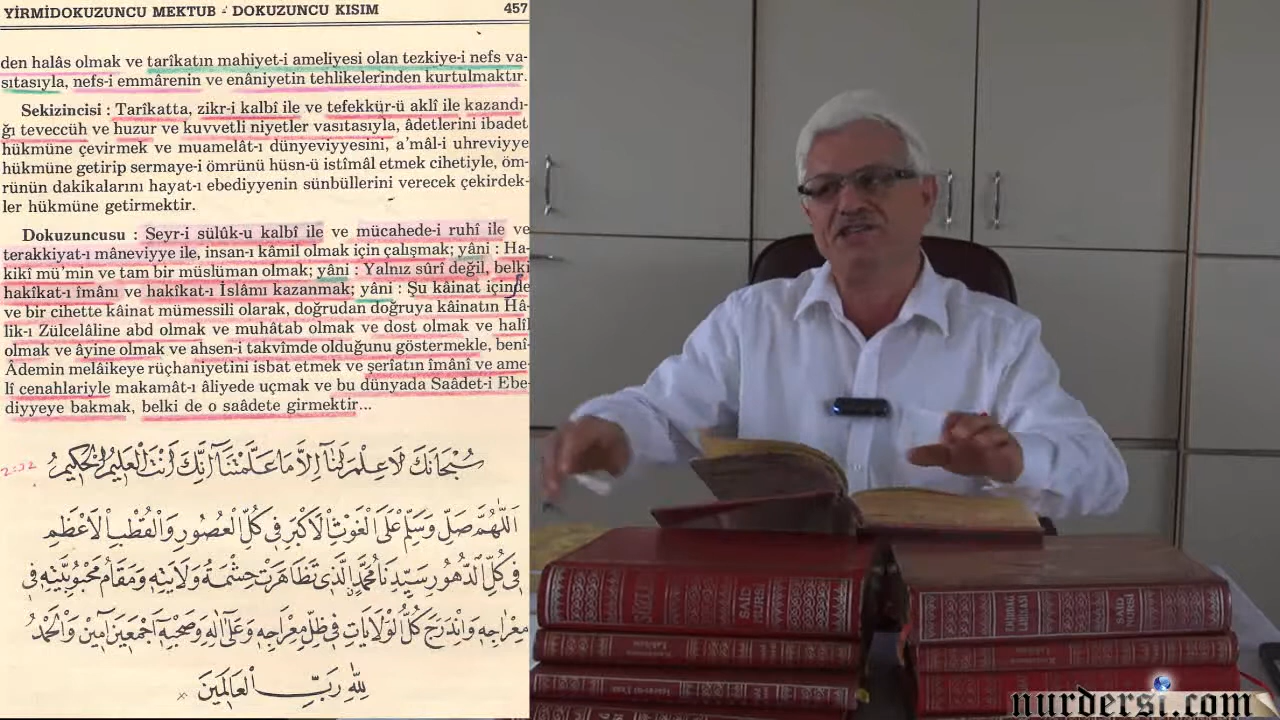 YİRMİDOKUZUNCU MEKTUB - DOKUZUNCU KISIM 457
den halâs olmak ve tarîkatın mahiyet-i ameliyesi olan tezkiye-i nefs va-
sıtasıyla, nefs-i emmârenin ve enâniyetin tehlikelerinden kurtulmaktır.
Sekizincisi : Tarîkatta, zikr-i kalbî ile ve tefekkür-ü aklî ile kazandı-
ğı teveccüh ve huzur ve kuvvetli niyetler vasıtasıyla, âdetlerini ibadet
hükmüne çevirmek ve muamelât-ı dünyeviyyesini, a'mâl-i uhreviyye
hükmüne getirip sermaye-i ömrünü hüsn-ü istîmâl etmek cihetiyle, öm-
rünün dakikalarını hayat-ı ebediyyenin sünbüllerini verecek çekirdek-
ler hükmüne getirmektir.
Dokuzuncusu : Seyr-i sülûk-u kalbî ile ve mücahede-i ruhî ile ve
terakkiyat-ı mâneviyye ile, insan-ı kâmil olmak için çalışmak; yâni : Ha-
kikî mü'min ve tam bir müslüman olmak; yâni : Yalnız sûrî değil, belki
hakîkat-ı îmânı ve hakîkat-ı İslâmı kazanmak; yâni : Şu kâinat içinde
ve bir cihette kâinat mümessili olarak, doğrudan doğruya kâinatın Hâ-
lik-ı Zülcelâline abd olmak ve muhâtab olmak ve dost olmak ve halîl
olmak ve âyine olmak ve ahsen-i takvîmde olduğunu göstermekle, benî-
Âdemin melâikeye rüçhaniyetini isbat etmek ve şerîatın îmânî ve ame-
lî cenahlariyle makamât-ı âliyede uçmak ve bu dünyada Saâdet-i Ebe-
diyyeye bakmak, belki de o saâdete girmektir...
سُبْحَانَكَ لَا عِلْمَ لَنَا إِلَّا مَا عَلَّمْتَنَا إِنَّكَ أَنْتَ الْعَلِيمُ الْحَكِيمُ
2:32
اَللّٰهُمَّ صَلِّ وَسَلِّمْ عَلَى الْغَوْثِ الْاَكْبَرِ فِى كُلِّ الْعُصُورِ وَالْقُطْبِ الْاَعْظَمِ
فِى كُلِّ الدُّهُورِ سَيِّدِنَا مُحَمَّدٍ الَّذِى تَظَاهَرَتْ حِشْمَةُ وَلَايَتِهِ وَمَقَامُ مَحْبُوبِيَّتِهِ فِى
مِعْرَاجِهِ وَانْدَرَجَ كُلُّ الْوَلَايَاتِ فِى ظِلِّ مِعْرَاجِهِ وَعَلَى اٰلِهِ وَصَحْبِهِ اَجْمَعِينَ اٰمِينَ وَالْحَمْدُ
لِلّٰهِ رَبِّ الْعَالَمِينَ
SAİD
NURSİ
EMİRDAĞ
LAHİKASI
SAİD
NURSİ
nurdersi.com